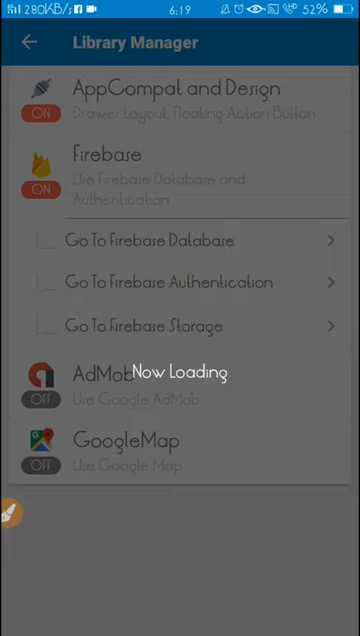 280KB/s 6:19 52%
Library Manager
AppCompat and Design
ON
Drawer Layout, Floating Action Button
Firebase
ON
Use Firebase Database and
Authentication
Go To Firebase Database
Go To Firebase Authentication
Go To Firebase Storage
AdMob
Now Loading
OFF
Use Google AdMob
GoogleMap
OFF
Use Google Map